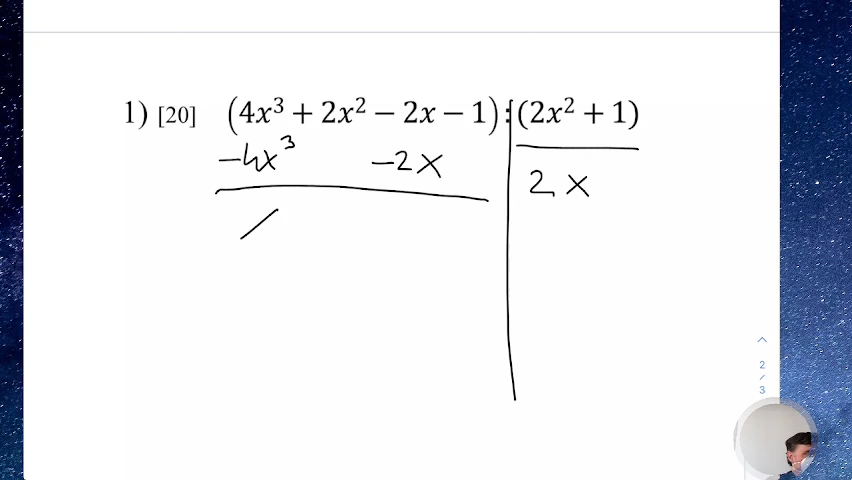 1) [20] (4x³ + 2x² − 2x − 1) : (2x² + 1)
−4x³ −2x 2x
/
2
/
3